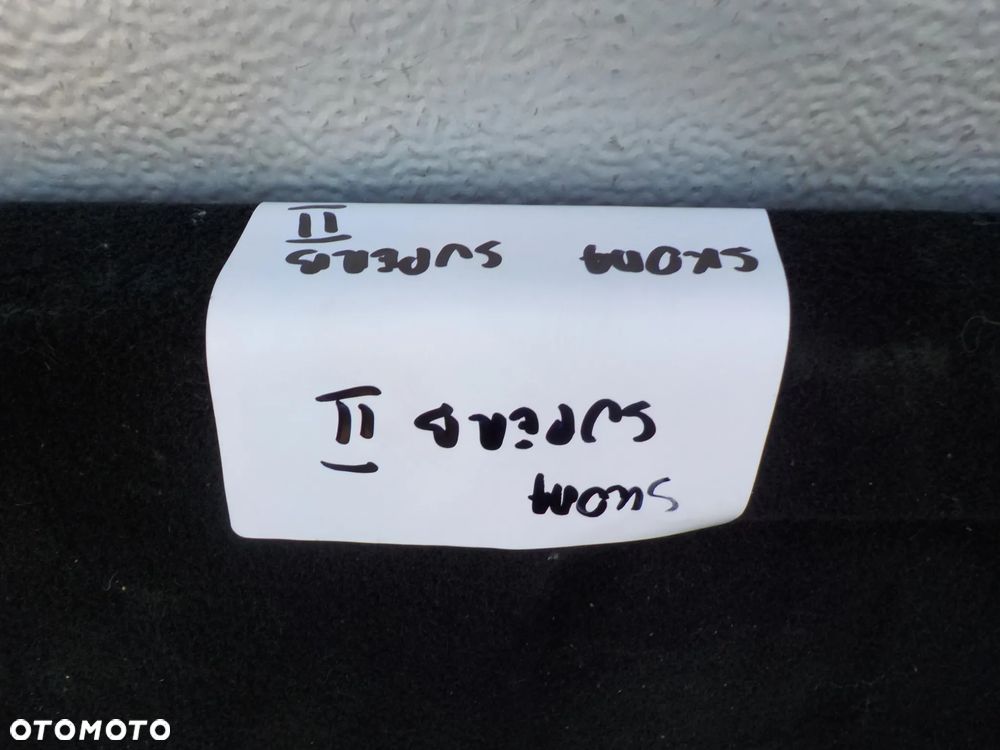 SKODA
SUPERB II
SKODA SUPERB
II
OTOMOTO